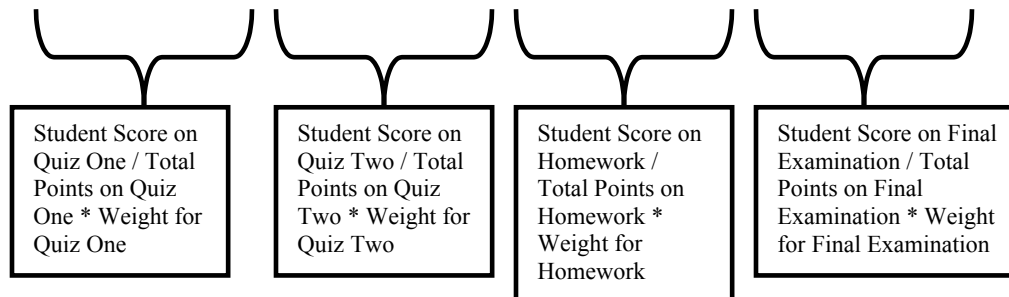 Student Score on
Quiz One / Total
Points on Quiz
One * Weight for
Quiz One
Student Score on
Quiz Two / Total
Points on Quiz
Two * Weight for
Quiz Two
Student Score on
Homework /
Total Points on
Homework *
Weight for
Homework
Student Score on Final
Examination / Total
Points on Final
Examination * Weight
for Final Examination